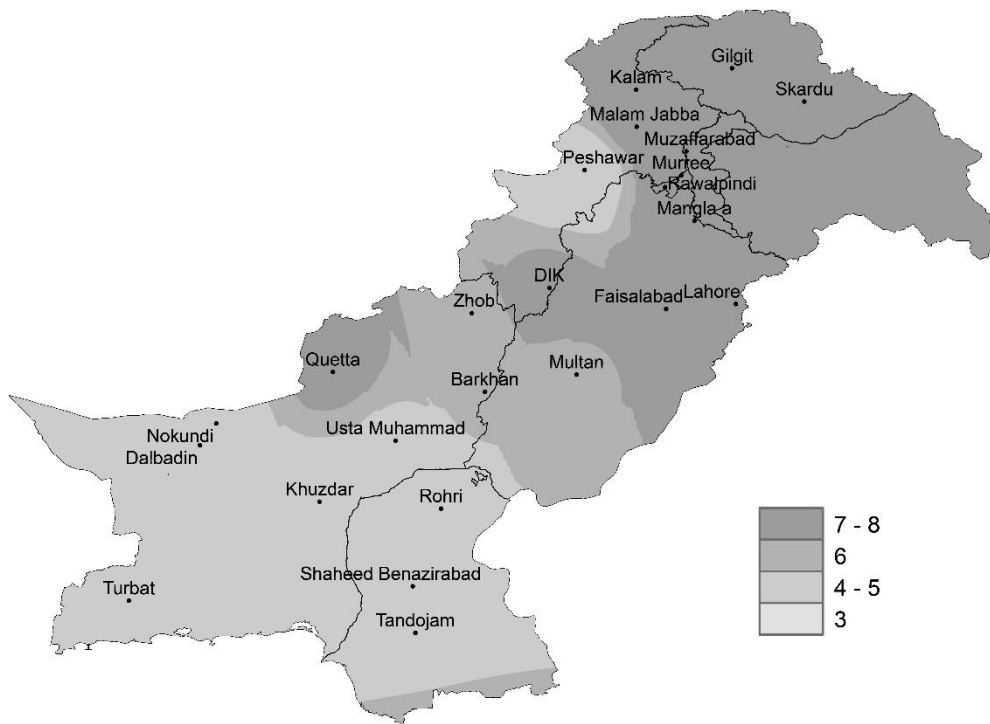 Gilgit
Kalam
Skardu
Malam Jabba
Muzaffarabad
Peshawar
Murree
Rawalpindi
Mangla a
DIK
Zhob
Faisalabad
Lahore
Quetta
Multan
Barkhan
Usta Muhammad
Nokundi
Dalbadin
Khuzdar
Rohri
7 - 8
6
4 - 5
3
Shaheed Benazirabad
Turbat
Tandojam